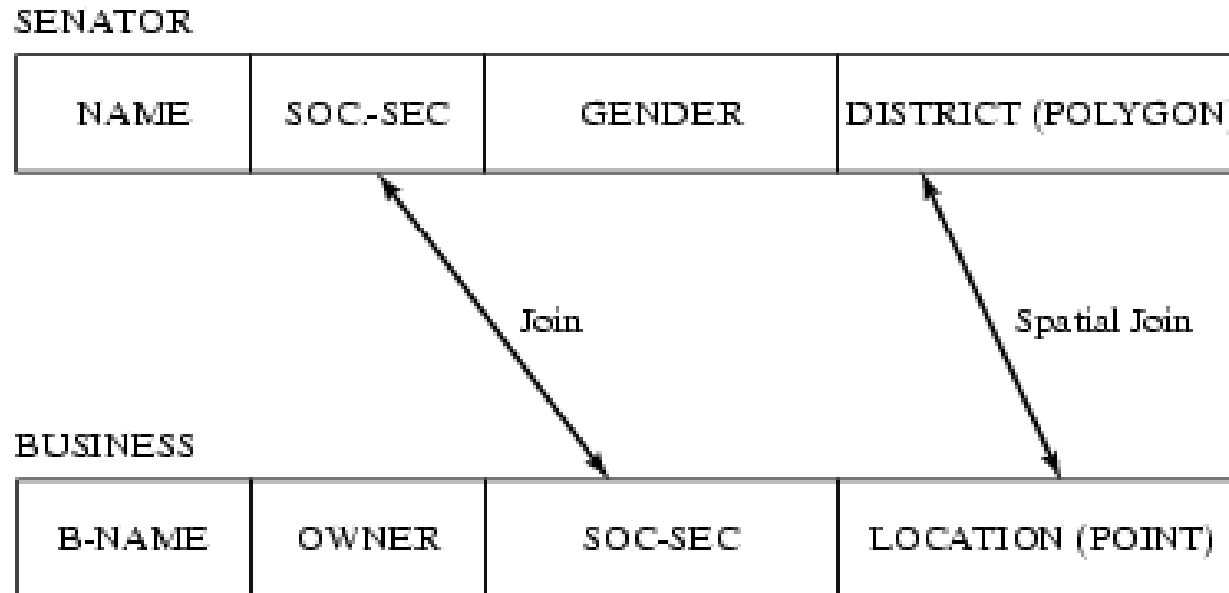 SENATOR
NAME SOC.-SEC GENDER DISTRICT (POLYGON)
Join Spatial Join
BUSINESS
B-NAME OWNER SOC-SEC LOCATION (POINT)